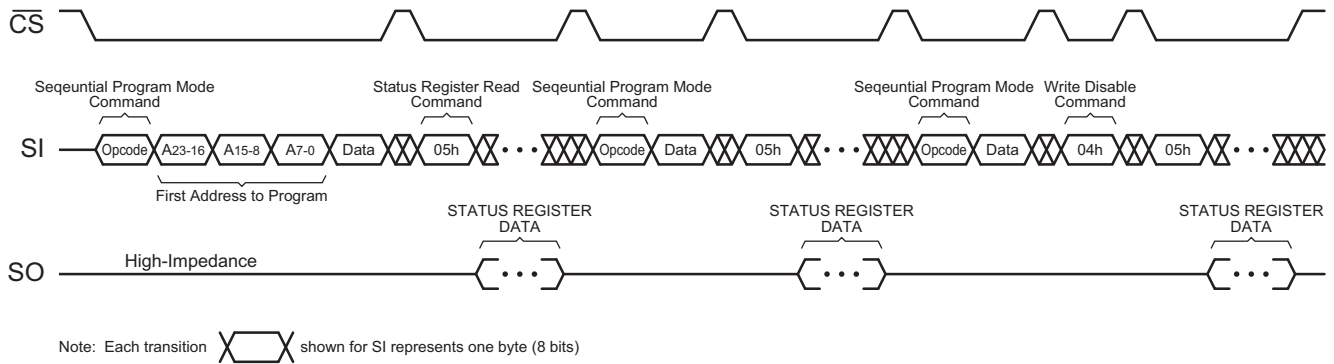 CS
Seqeuntial Program Mode
Command
Status Register Read
Command
Seqeuntial Program Mode
Command
Seqeuntial Program Mode
Command
Write Disable
Command
SI
Opcode A23-16 A15-8 A7-0 Data 05h Opcode Data 05h Opcode Data 04h 05h
First Address to Program
STATUS REGISTER
DATA
STATUS REGISTER
DATA
STATUS REGISTER
DATA
SO
High-Impedance
Note: Each transition shown for SI represents one byte (8 bits)